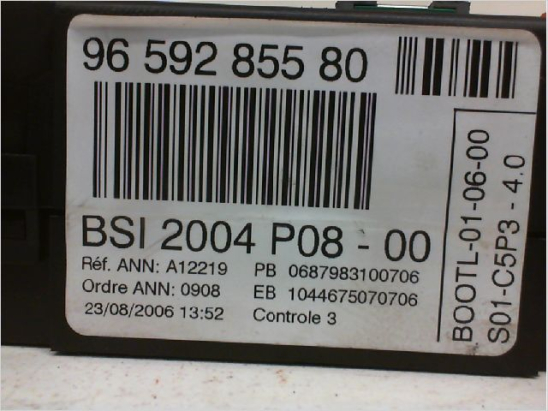 96 592 855 80
BSI 2004 P08 - 00
Réf. ANN: A12219 PB 0687983100706
Ordre ANN: 0908 EB 1044675070706
23/08/2006 13:52 Controle 3
BOOTL-01-06-00
S01-C5P3 - 4.0